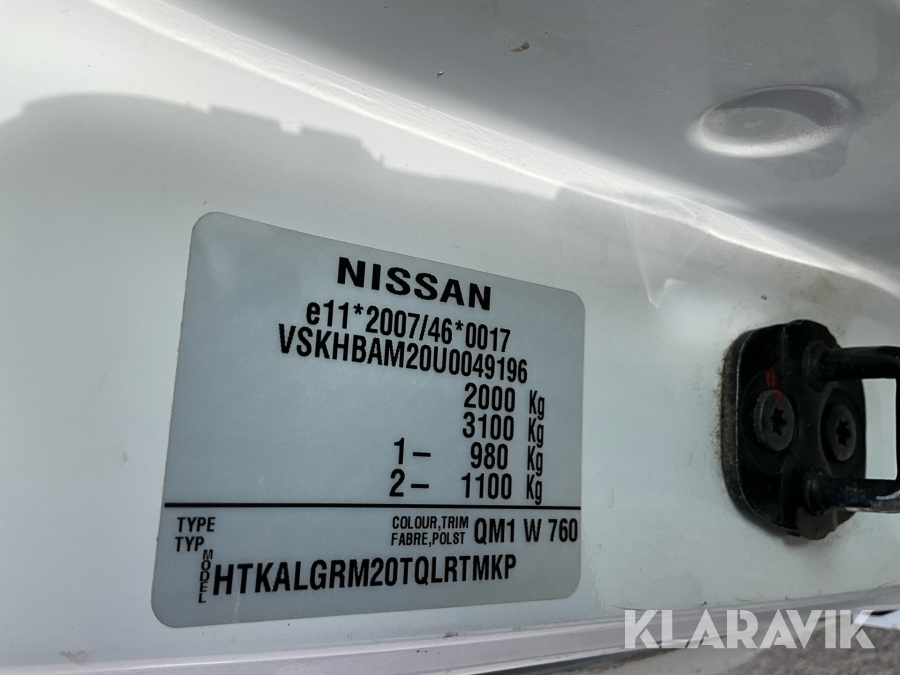 NISSAN
e11*2007/46*0017
VSKHBAM20U0049196
2000 Kg
3100 Kg
1- 980 Kg
2- 1100 Kg
TYPE
TYP
COLOUR,TRIM
FABRE,POLST
QM1 W 760
MODEL
HTKALGRM20TQLRTMKP
KLARAVIK